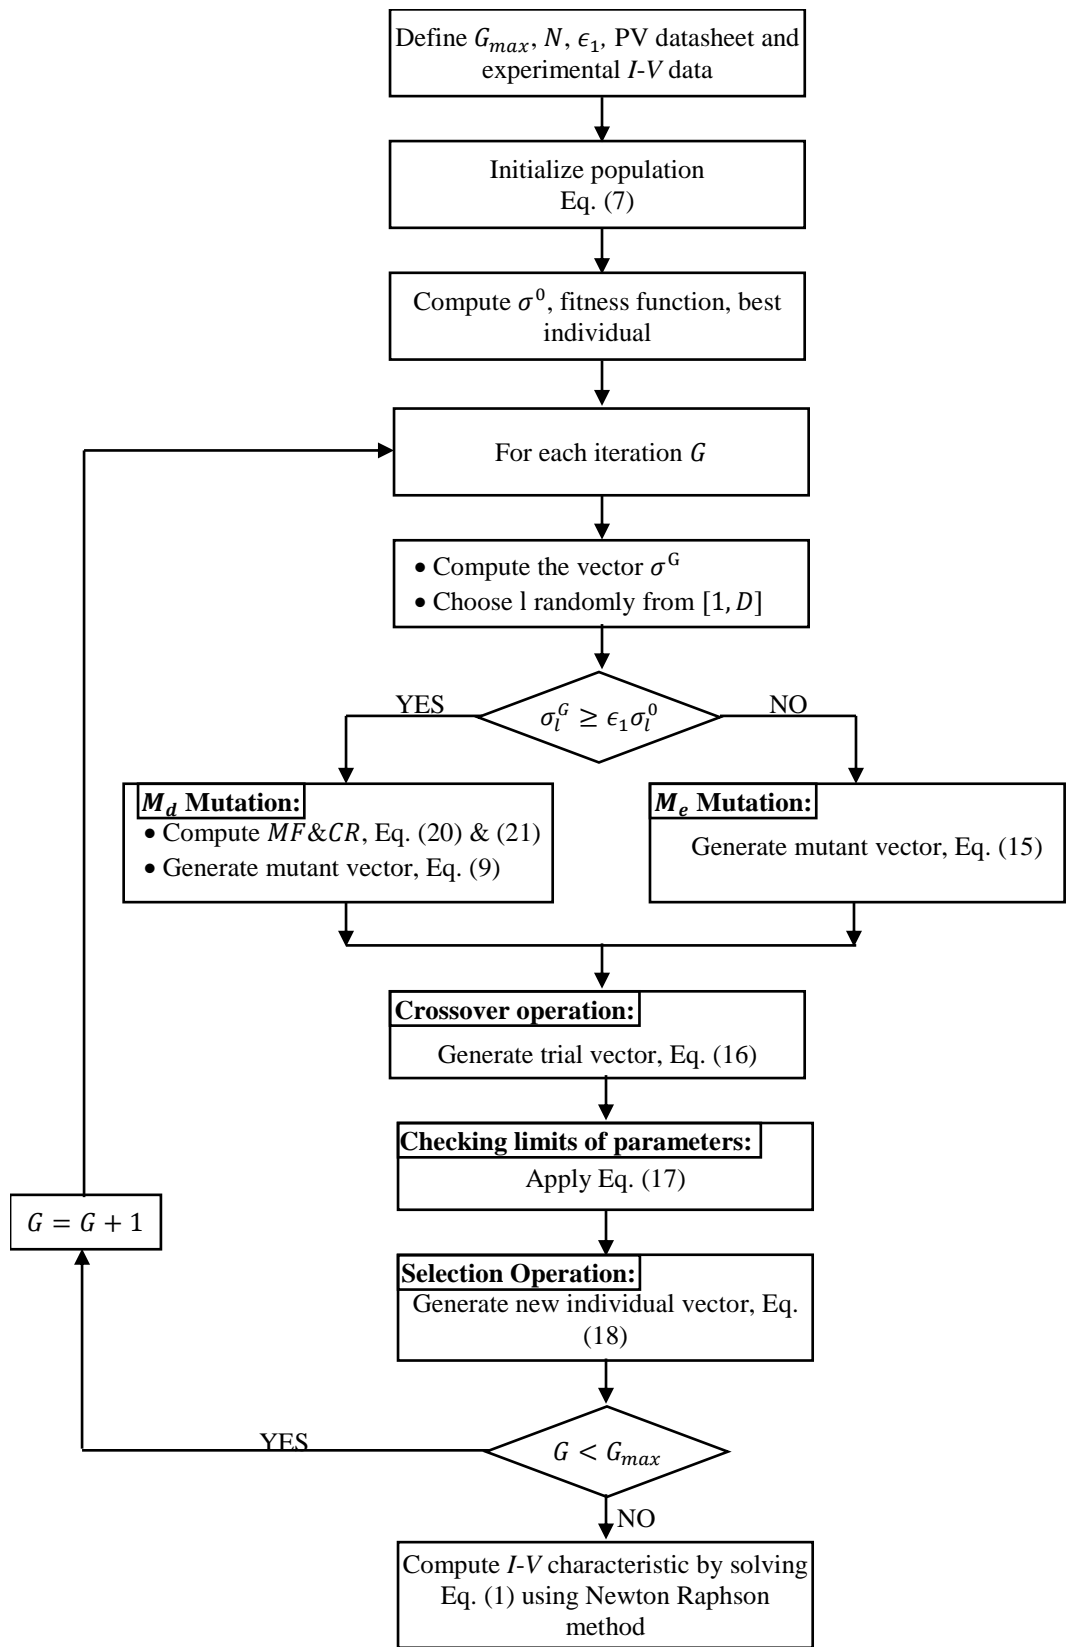 Define G_max, N, ϵ₁, PV datasheet and
experimental I-V data
Initialize population
Eq. (7)
Compute σ⁰, fitness function, best
individual
For each iteration G
• Compute the vector σ^G
• Choose l randomly from [1, D]
YES
σ_l^G ≥ ϵ₁σ_l^0
NO
M_d Mutation:
• Compute MF&CR, Eq. (20) & (21)
• Generate mutant vector, Eq. (9)
M_e Mutation:
Generate mutant vector, Eq. (15)
Crossover operation:
Generate trial vector, Eq. (16)
Checking limits of parameters:
Apply Eq. (17)
G = G + 1
Selection Operation:
Generate new individual vector, Eq.
(18)
YES
G < G_max
NO
Compute I-V characteristic by solving
Eq. (1) using Newton Raphson
method